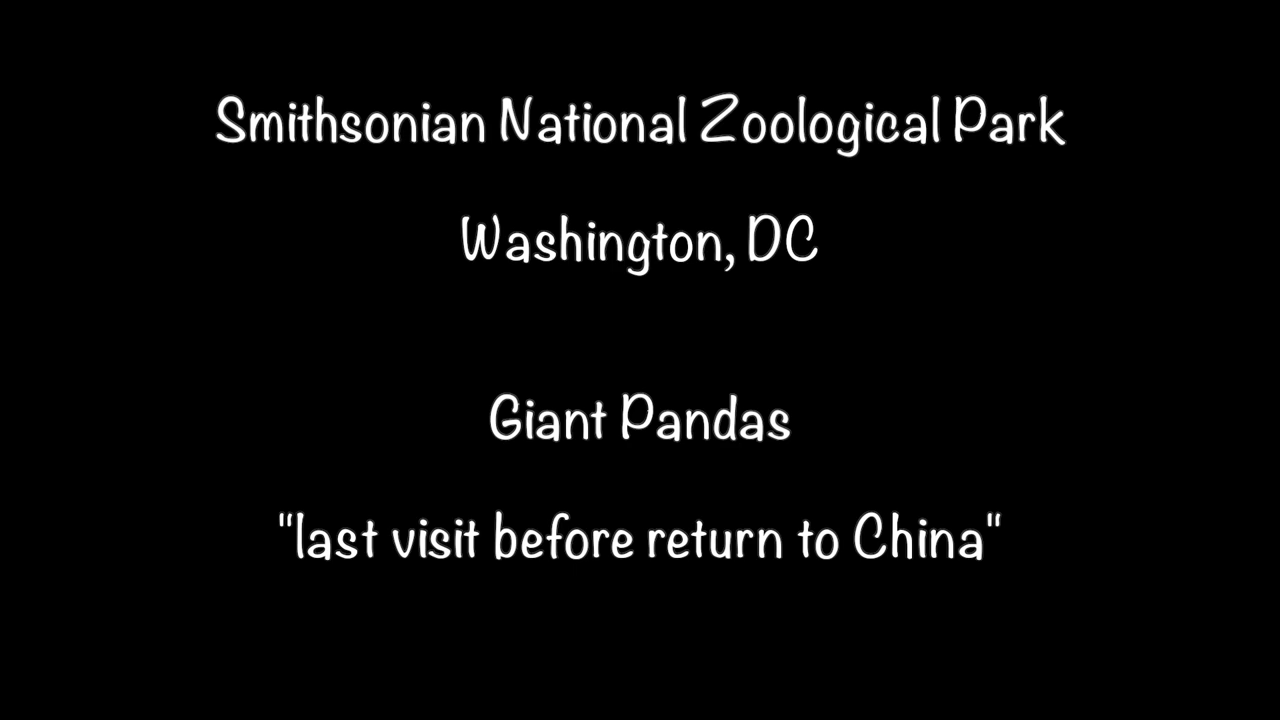 Smithsonian National Zoological Park
Washington, DC
Giant Pandas
"last visit before return to China"